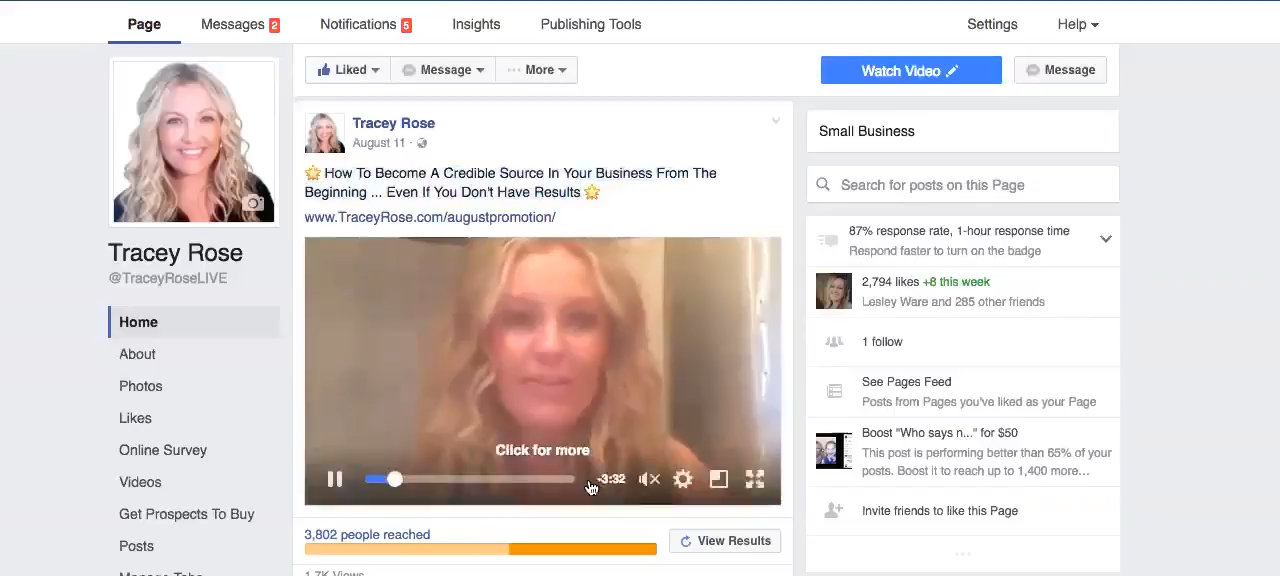 Page
Messages 2
Notifications 5
Insights
Publishing Tools
Settings
Help
Liked
Message
More
Watch Video
Message
Tracey Rose
@TraceyRoseLIVE
Home
About
Photos
Likes
Online Survey
Videos
Get Prospects To Buy
Posts
Manage Tabs
Tracey Rose
August 11
How To Become A Credible Source In Your Business From The
Beginning ... Even If You Don't Have Results
www.TraceyRose.com/augustpromotion/
Click for more
-3:32
3,802 people reached
View Results
1.7K Views
Small Business
Search for posts on this Page
87% response rate, 1-hour response time
Respond faster to turn on the badge
2,794 likes +8 this week
Lesley Ware and 285 other friends
1 follow
See Pages Feed
Posts from Pages you've liked as your Page
Boost "Who says n..." for $50
This post is performing better than 65% of your
posts. Boost it to reach up to 1,400 more...
Invite friends to like this Page